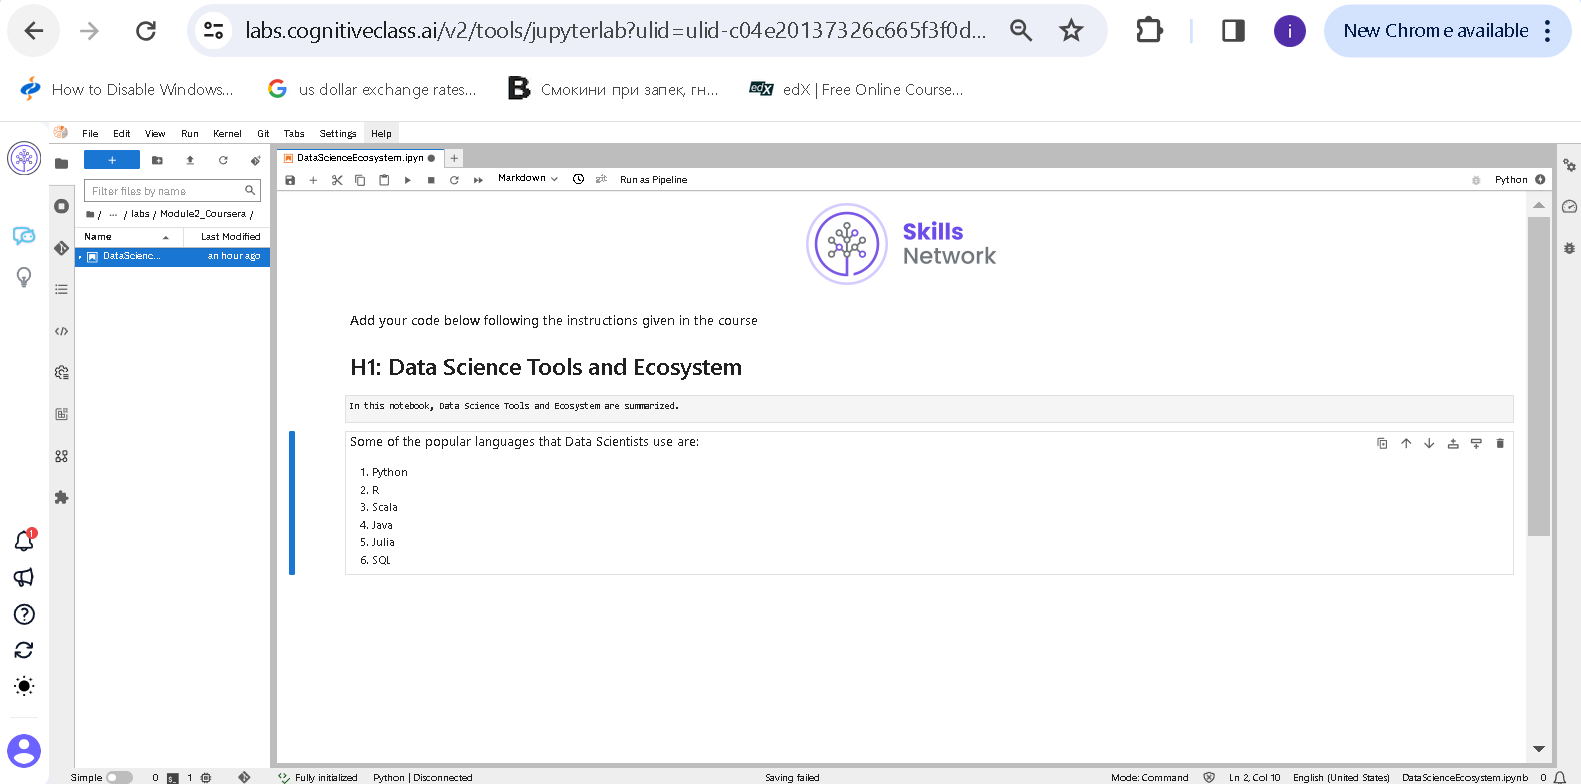 labs.cognitiveclass.ai/v2/tools/jupyterlab?ulid=ulid-c04e20137326c665f3f0d...
i
New Chrome available
How to Disable Windows...
us dollar exchange rates...
B
Смокини при запек, гн...
edX
edX | Free Online Course...
File Edit View Run Kernel Git Tabs Settings Help
DataScienceEcosystem.ipyn
Filter files by name
Markdown
Run as Pipeline
Python
/ ... / labs / Module2_Coursera /
Name Last Modified
DataScienc... an hour ago
Skills
Network
Add your code below following the instructions given in the course
H1: Data Science Tools and Ecosystem
In this notebook, Data Science Tools and Ecosystem are summarized.
Some of the popular languages that Data Scientists use are:
1. Python
2. R
3. Scala
4. Java
5. Julia
6. SQL
1
Simple 0 1 Fully initialized Python | Disconnected Saving failed Mode: Command Ln 2, Col 10 English (United States) DataScienceEcosystem.ipynb 0